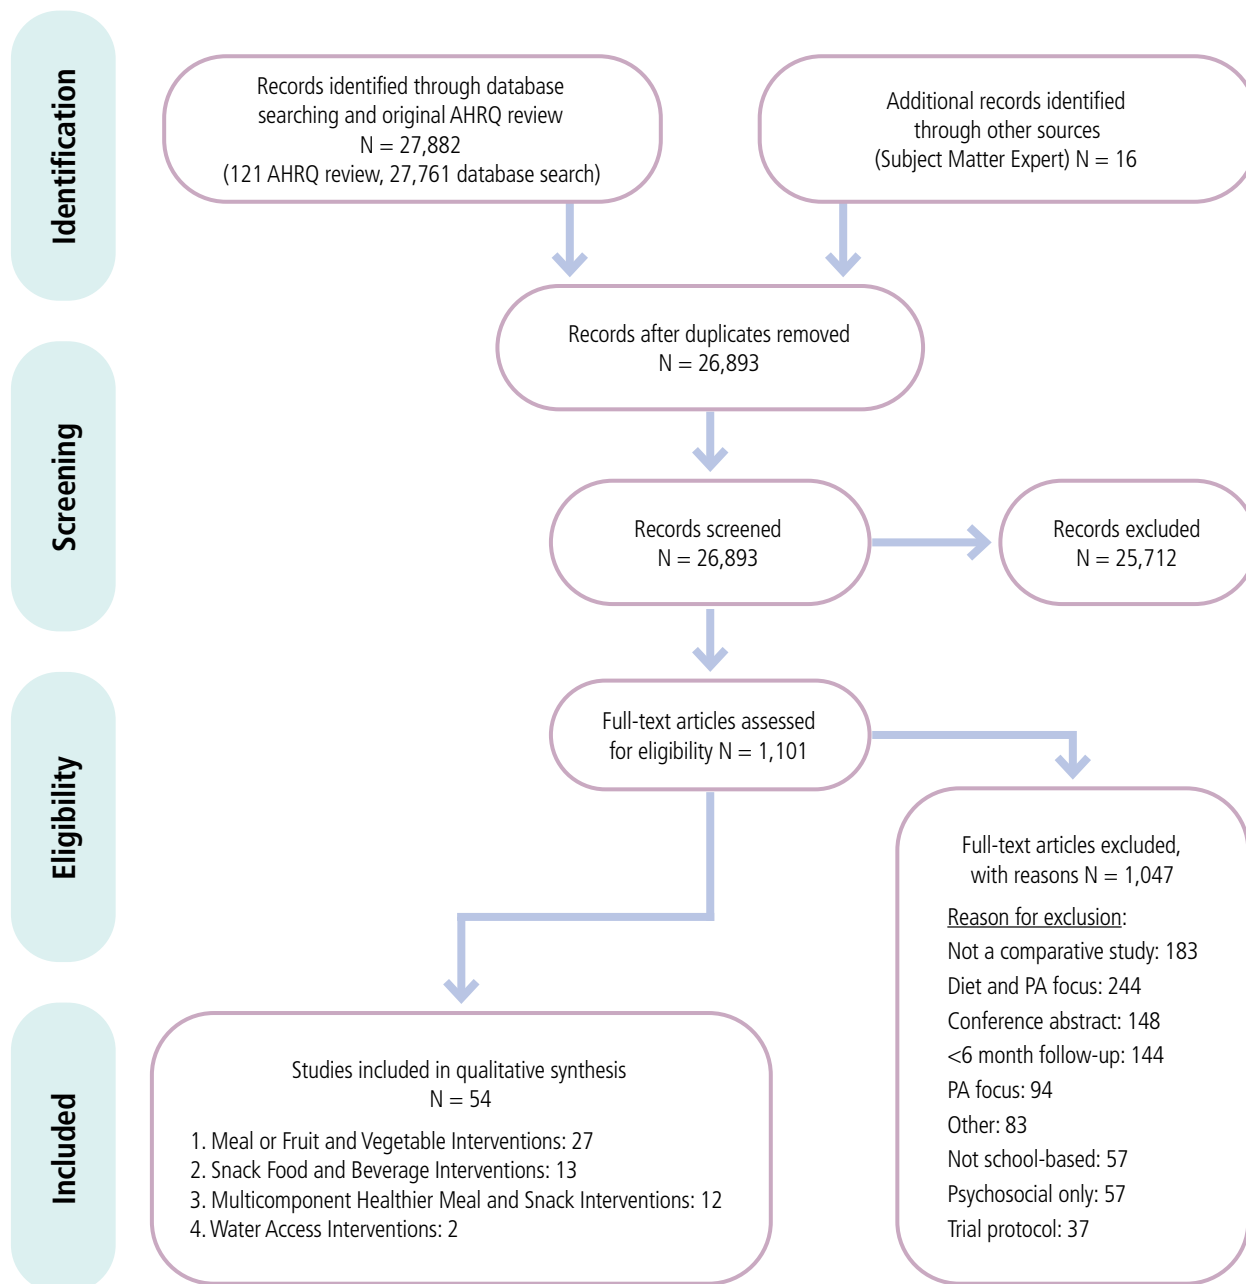 Identification
Records identified through database
searching and original AHRQ review
N = 27,882
(121 AHRQ review, 27,761 database search)
Additional records identified
through other sources
(Subject Matter Expert) N = 16
Records after duplicates removed
N = 26,893
Screening
Records screened
N = 26,893
Records excluded
N = 25,712
Eligibility
Full-text articles assessed
for eligibility N = 1,101
Full-text articles excluded,
with reasons N = 1,047
Reason for exclusion:
Not a comparative study: 183
Diet and PA focus: 244
Conference abstract: 148
<6 month follow-up: 144
PA focus: 94
Other: 83
Not school-based: 57
Psychosocial only: 57
Trial protocol: 37
Included
Studies included in qualitative synthesis
N = 54
1. Meal or Fruit and Vegetable Interventions: 27
2. Snack Food and Beverage Interventions: 13
3. Multicomponent Healthier Meal and Snack Interventions: 12
4. Water Access Interventions: 2